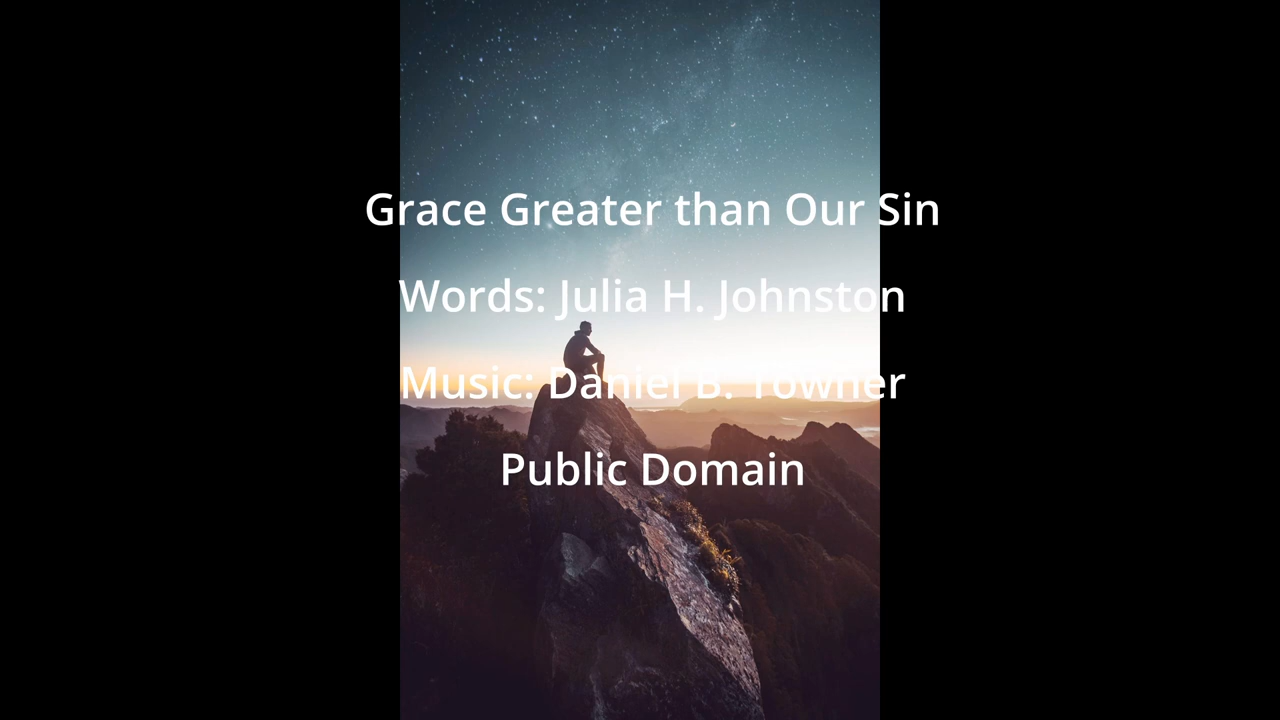 Grace Greater than Our Sin
Words: Julia H. Johnston
Music: Daniel B. Towner
Public Domain